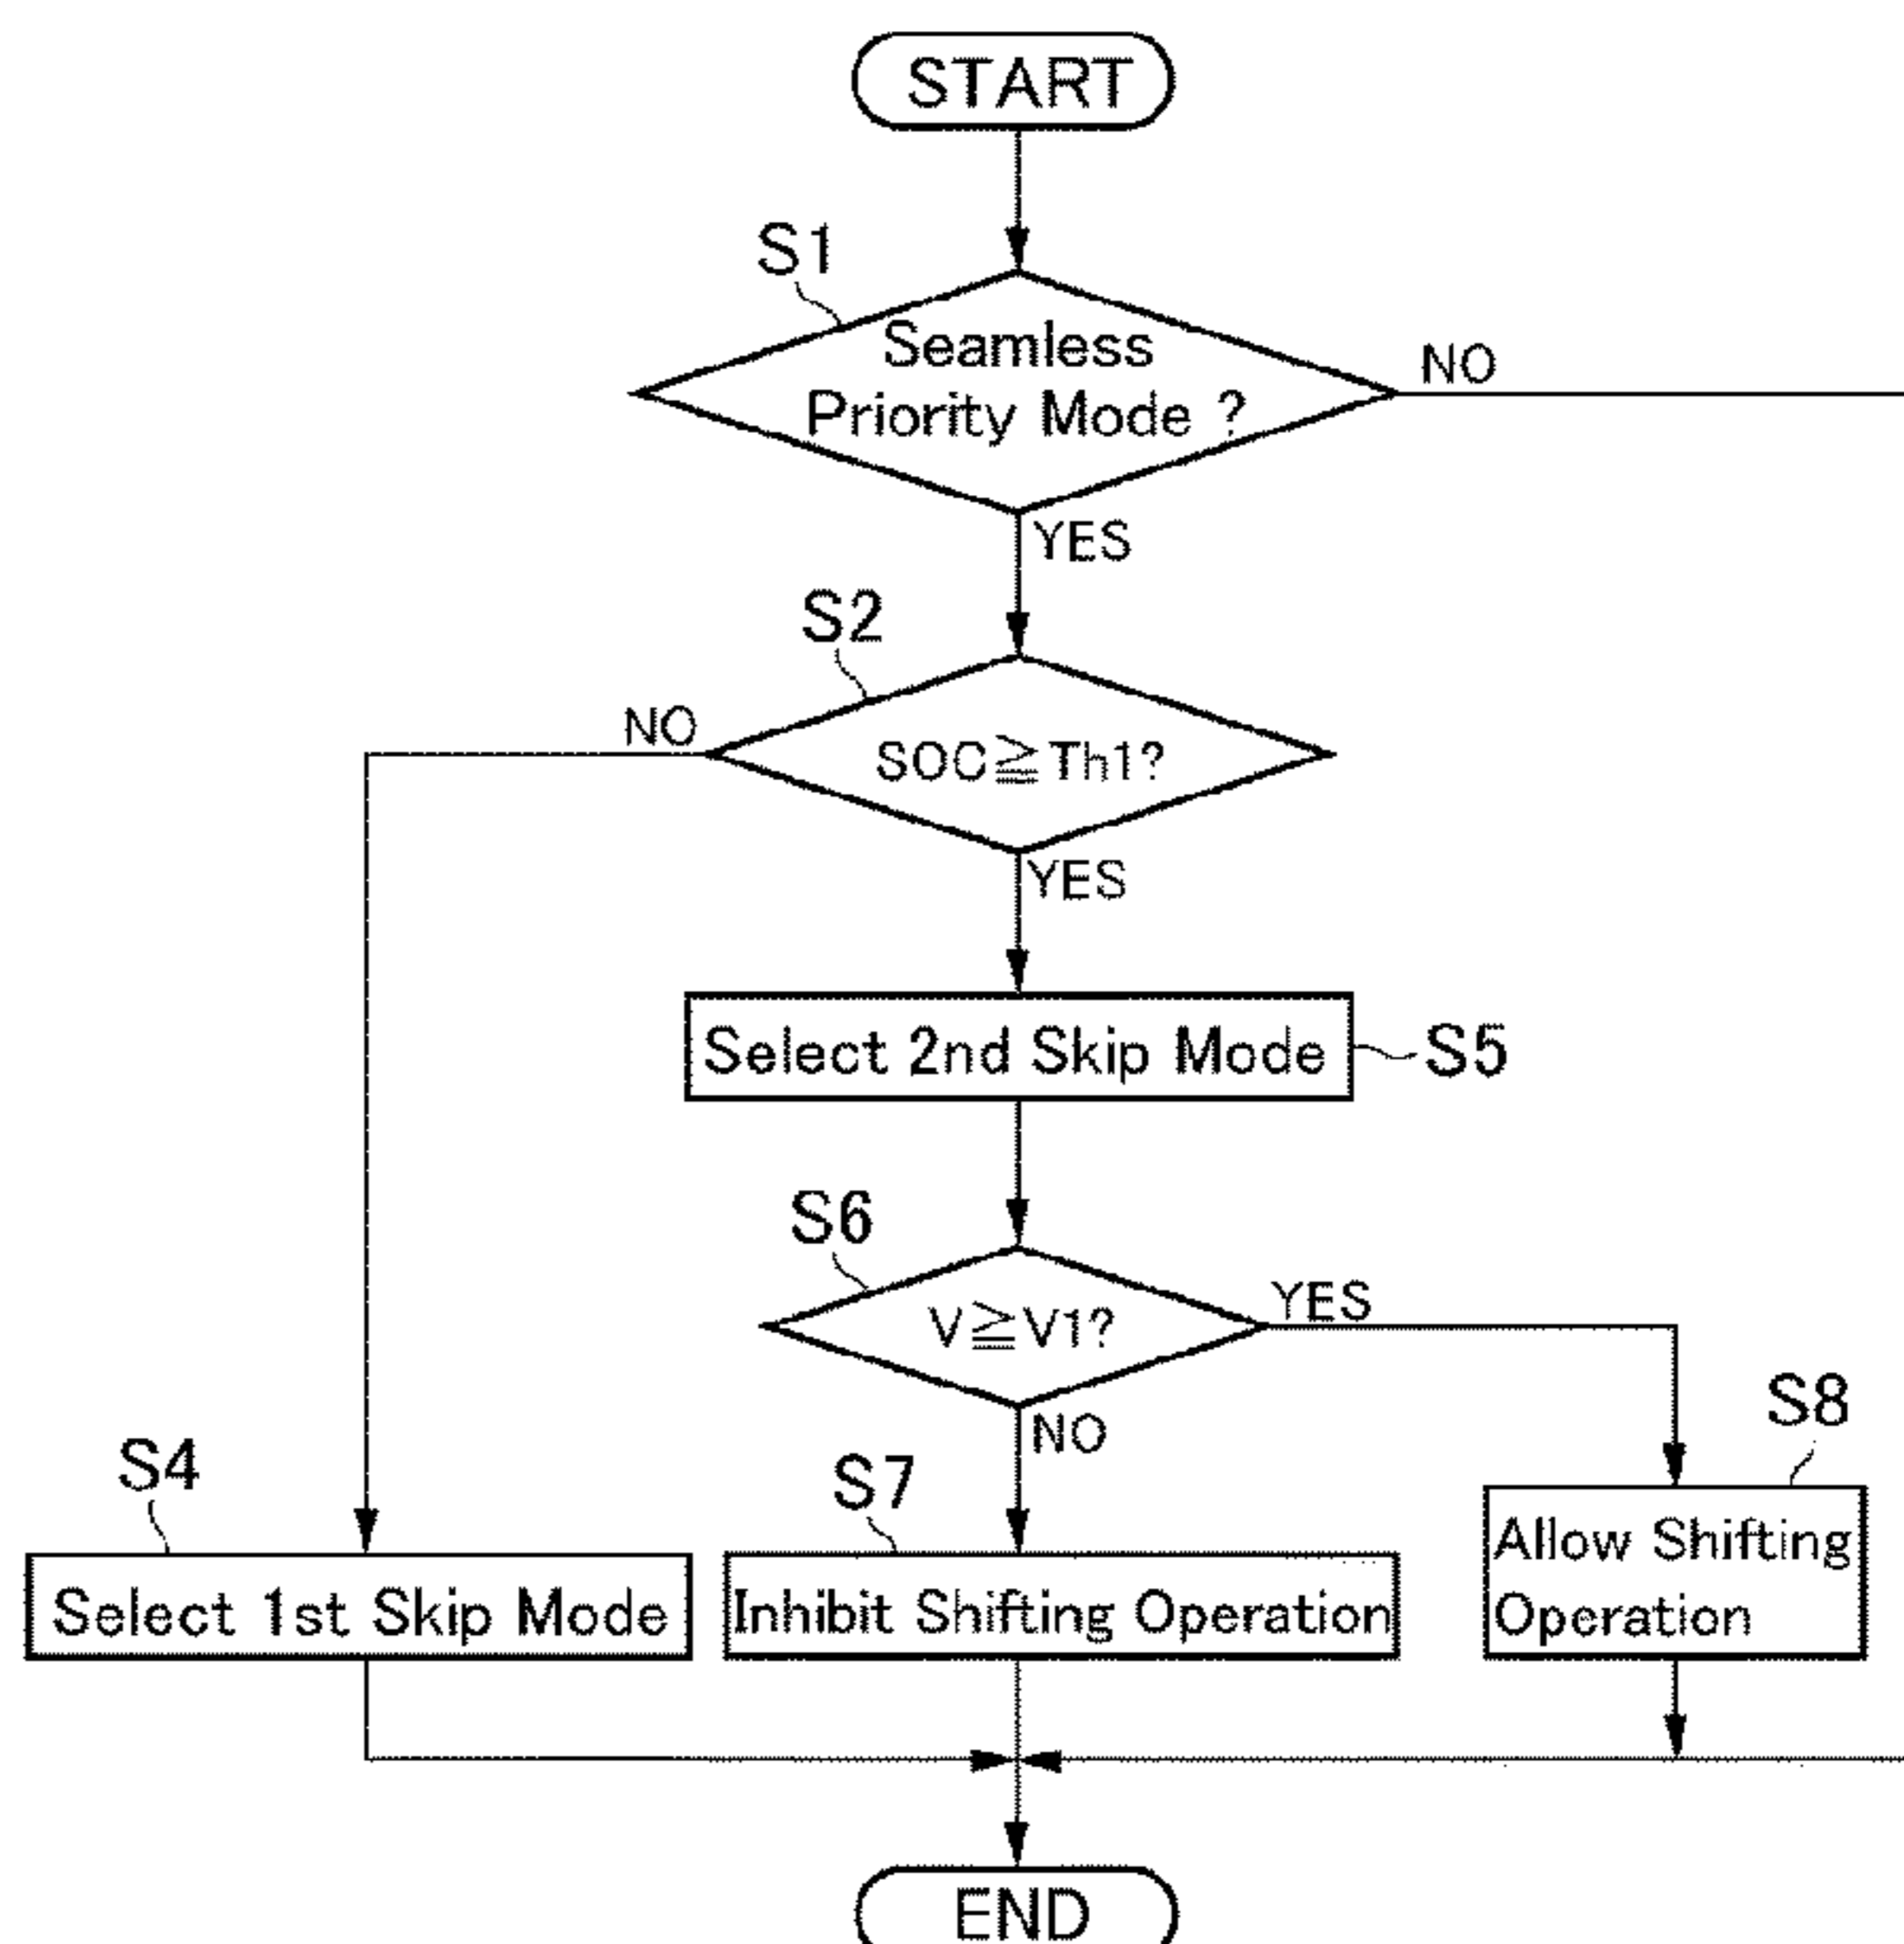 START
S1
Seamless
Priority Mode ?
NO
YES
S2
NO
SOC≧Th1?
YES
Select 2nd Skip Mode
S5
S6
V≧V1?
YES
NO
S8
S4
S7
Allow Shifting
Operation
Select 1st Skip Mode
Inhibit Shifting Operation
END